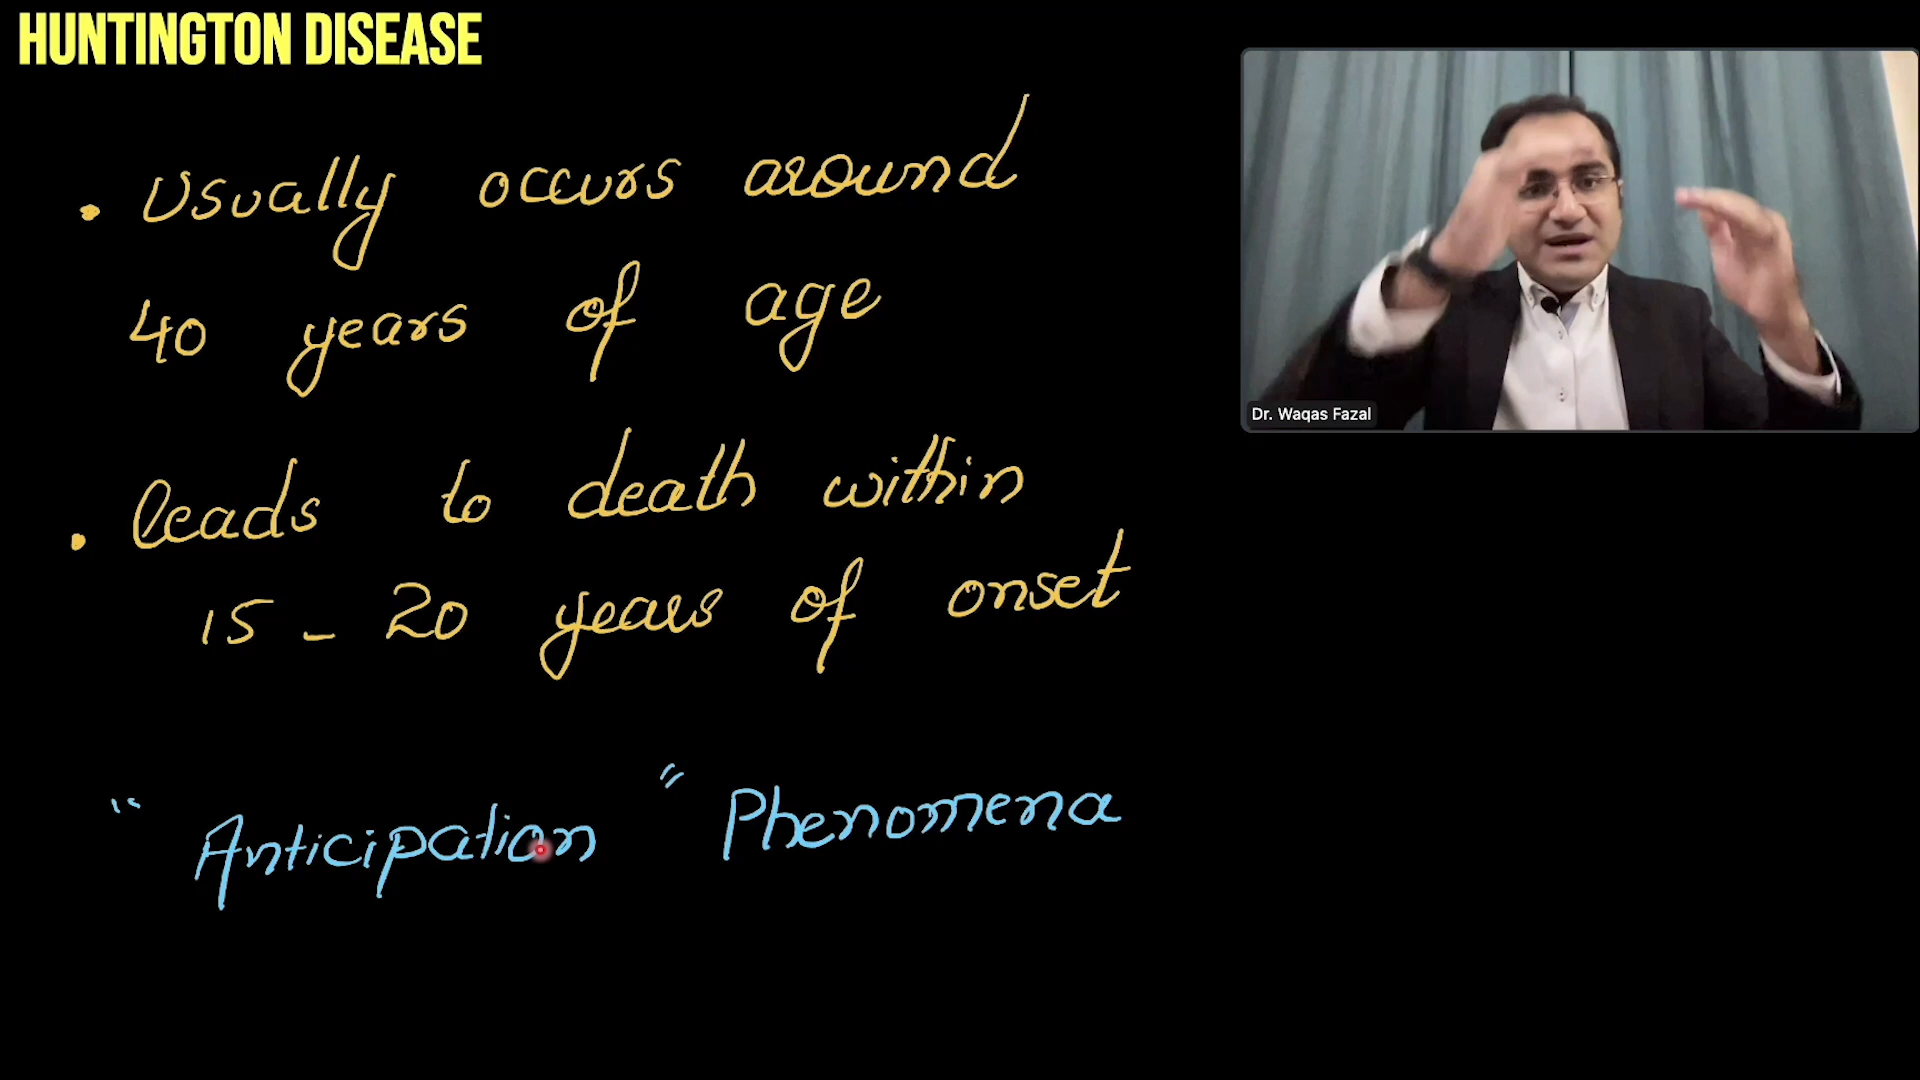 HUNTINGTON DISEASE
• Usually occurs around
40 years of age
• leads to death within
15 - 20 years of onset
"Anticipation" Phenomena
Dr. Waqas Fazal